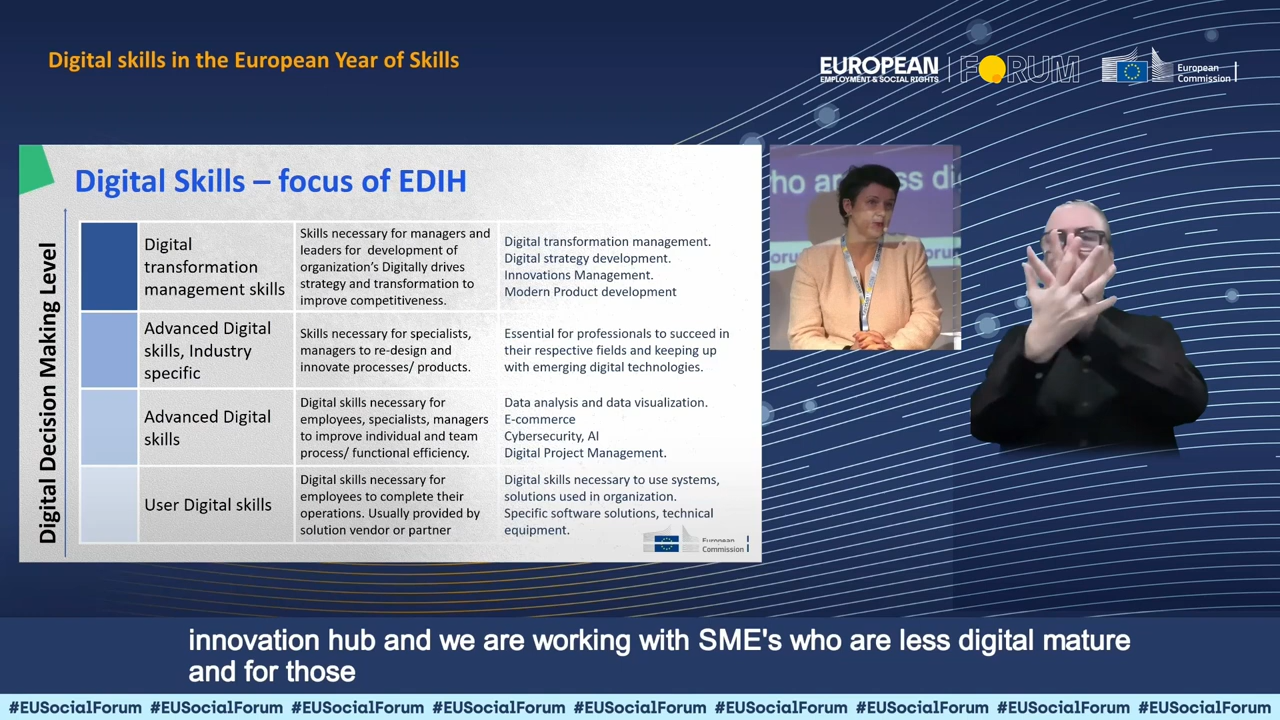 Digital skills in the European Year of Skills
EUROPEAN
EMPLOYMENT & SOCIAL RIGHTS
FORUM
European
Commission
Digital Skills – focus of EDIH
Digital Decision Making Level
Digital
transformation
management skills
Skills necessary for managers and
leaders for development of
organization's Digitally drives
strategy and transformation to
improve competitiveness.
Digital transformation management.
Digital strategy development.
Innovations Management.
Modern Product development
Advanced Digital
skills, Industry
specific
Skills necessary for specialists,
managers to re-design and
innovate processes/ products.
Essential for professionals to succeed in
their respective fields and keeping up
with emerging digital technologies.
Advanced Digital
skills
Digital skills necessary for
employees, specialists, managers
to improve individual and team
process/ functional efficiency.
Data analysis and data visualization.
E-commerce
Cybersecurity, AI
Digital Project Management.
User Digital skills
Digital skills necessary for
employees to complete their
operations. Usually provided by
solution vendor or partner
Digital skills necessary to use systems,
solutions used in organization.
Specific software solutions, technical
equipment.
European
Commission
ho are less di
orum
forum
innovation hub and we are working with SME's who are less digital mature
and for those
#EUSocialForum #EUSocialForum #EUSocialForum #EUSocialForum #EUSocialForum #EUSocialForum #EUSocialForum #EUSocialForum #EUSocialForum